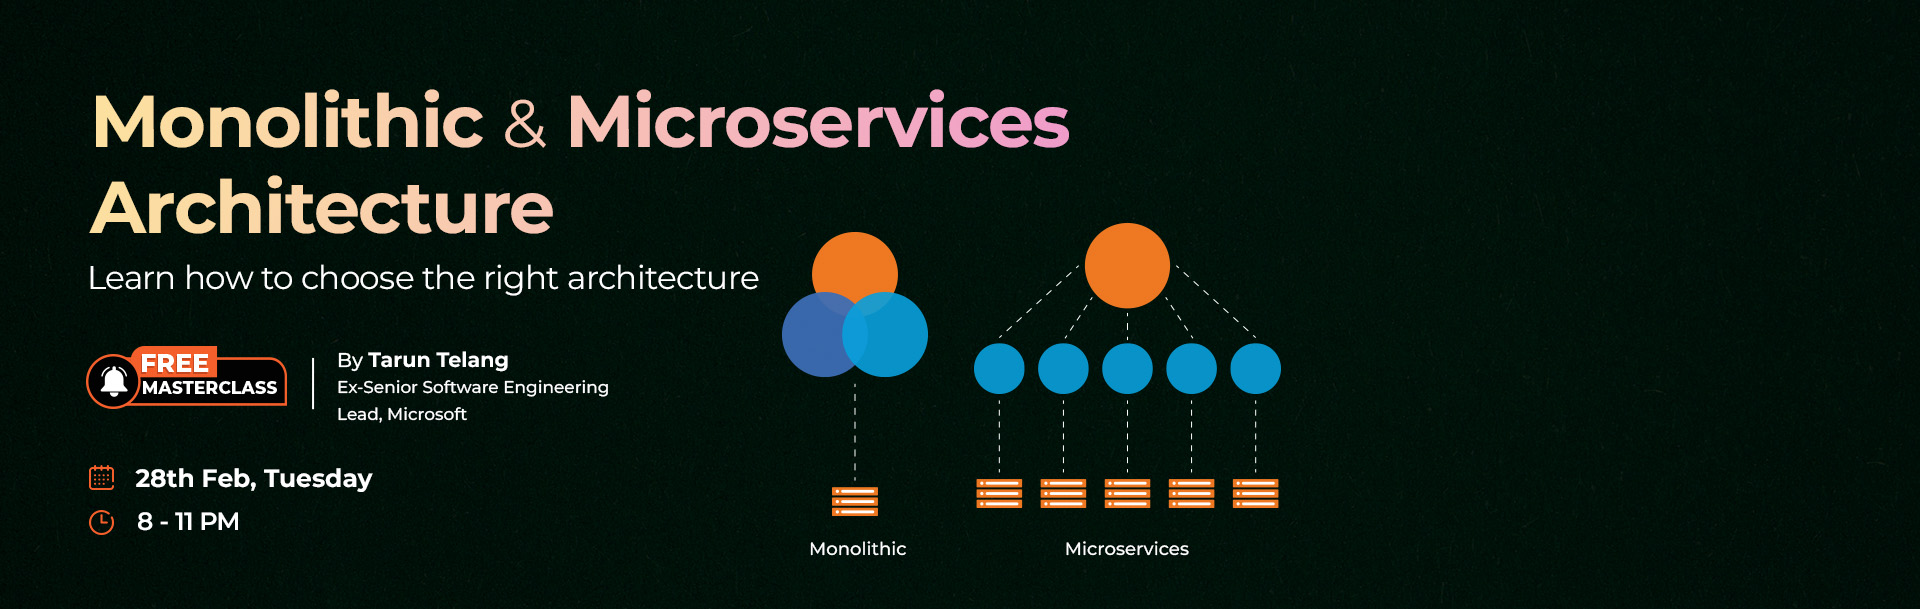 Monolithic & Microservices
Architecture
Learn how to choose the right architecture
FREE
MASTERCLASS
By Tarun Telang
Ex-Senior Software Engineering
Lead, Microsoft
28th Feb, Tuesday
8 - 11 PM
Monolithic
Microservices